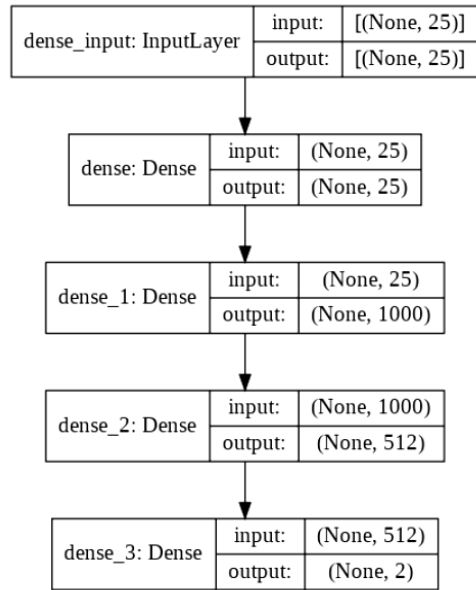 dense_input: InputLayer
input: [(None, 25)]
output: [(None, 25)]
dense: Dense
input: (None, 25)
output: (None, 25)
dense_1: Dense
input: (None, 25)
output: (None, 1000)
dense_2: Dense
input: (None, 1000)
output: (None, 512)
dense_3: Dense
input: (None, 512)
output: (None, 2)